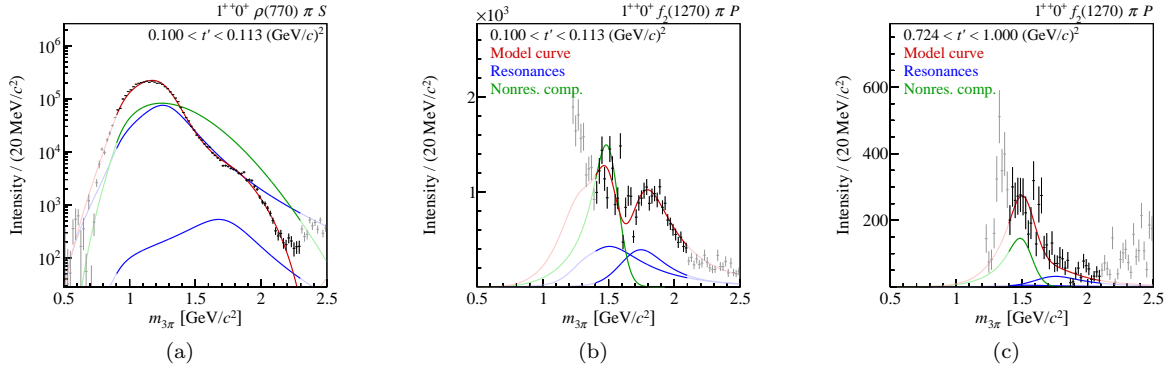 1⁺⁺0⁺ ρ(770) π S
0.100 < t′ < 0.113 (GeV/c)²
10⁶
10⁵
10⁴
10³
10²
Intensity / (20 MeV/c²)
0.5 1 1.5 2 2.5
m₃π [GeV/c²]
(a)
×10³
1⁺⁺0⁺ f₂(1270) π P
0.100 < t′ < 0.113 (GeV/c)²
Model curve
Resonances
Nonres. comp.
2
1
0
Intensity / (20 MeV/c²)
0.5 1 1.5 2 2.5
m₃π [GeV/c²]
(b)
1⁺⁺0⁺ f₂(1270) π P
0.724 < t′ < 1.000 (GeV/c)²
Model curve
Resonances
Nonres. comp.
600
400
200
0
Intensity / (20 MeV/c²)
0.5 1 1.5 2 2.5
m₃π [GeV/c²]
(c)